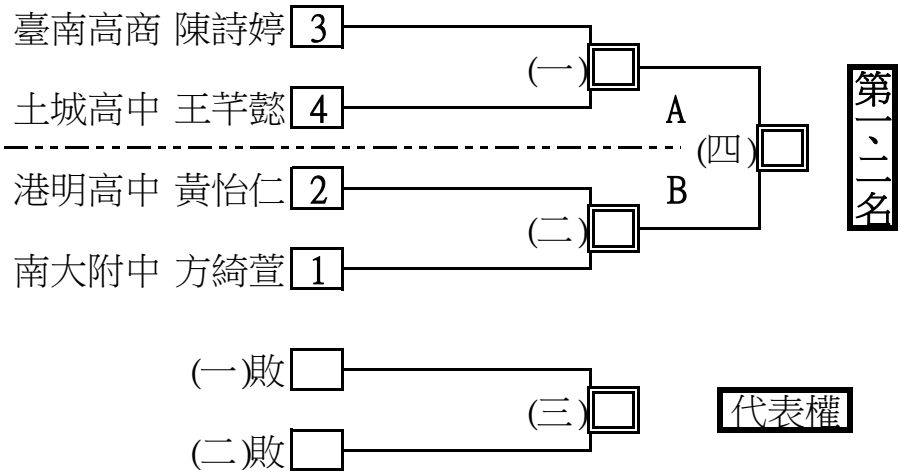 臺南高商 陳詩婷 3
(一)
土城高中 王芊懿 4
A
(四)
第一、二名
港明高中 黃怡仁 2
B
(二)
南大附中 方綺萱 1
(一)敗
(三)
代表權
(二)敗